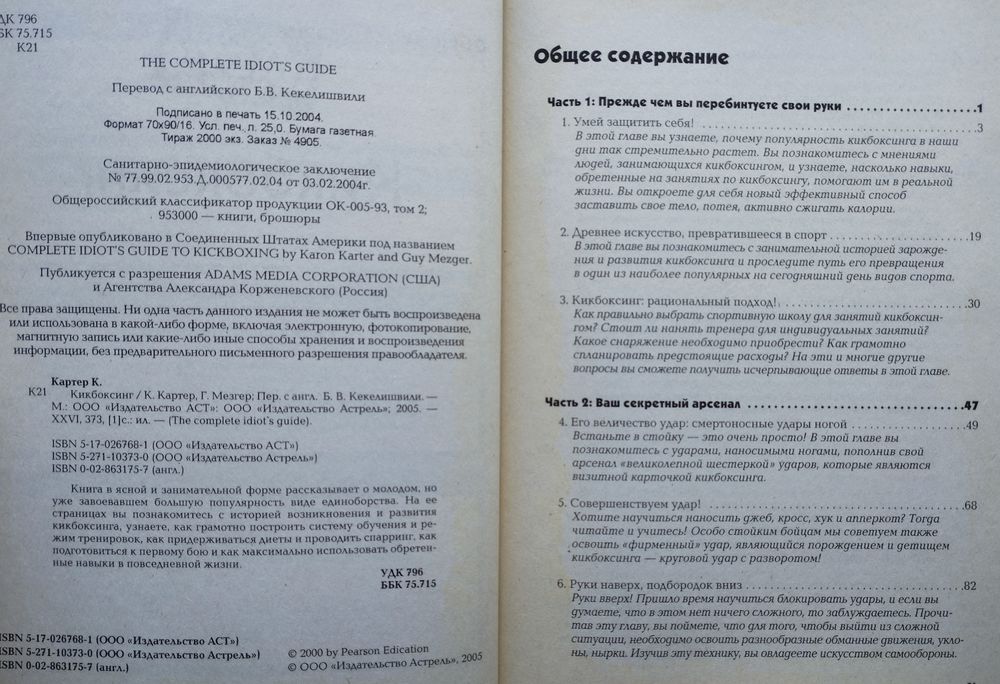 ДК 796
БК 75.715
К21
THE COMPLETE IDIOT'S GUIDE
Перевод с английского Б.В. Кекелишвили
Подписано в печать 15.10.2004.
Формат 70х90/16. Усл. печ. л. 25,0. Бумага газетная.
Тираж 2000 экз. Заказ № 4905.
Санитарно-эпидемиологическое заключение
№ 77.99.02.953.Д.000577.02.04 от 03.02.2004г.
Общероссийский классификатор продукции ОК-005-93, том 2;
953000 — книги, брошюры
Впервые опубликовано в Соединенных Штатах Америки под названием
COMPLETE IDIOT'S GUIDE TO KICKBOXING by Karon Karter and Guy Mezger.
Публикуется с разрешения ADAMS MEDIA CORPORATION (США)
и Агентства Александра Корженевского (Россия)
Все права защищены. Ни одна часть данного издания не может быть воспроизведена
или использована в какой-либо форме, включая электронную, фотокопирование,
магнитную запись или какие-либо иные способы хранения и воспроизведения
информации, без предварительного письменного разрешения правообладателя.
Картер К.
К21 Кикбоксинг / К. Картер, Г. Мезгер; Пер. с англ. Б. В. Кекелишвили. —
М.: ООО «Издательство АСТ»: ООО «Издательство Астрель»; 2005. —
XXVI, 373, [1]с.: ил. — (The complete idiot's guide).
ISBN 5-17-026768-1 (ООО «Издательство АСТ»)
ISBN 5-271-10373-0 (ООО «Издательство Астрель»)
ISBN 0-02-863175-7 (англ.)
Книга в ясной и занимательной форме рассказывает о молодом, но
уже завоевавшем большую популярность виде единоборства. На ее
страницах вы познакомитесь с историей возникновения и развития
кикбоксинга, узнаете, как грамотно построить систему обучения и ре-
жим тренировок, как придерживаться диеты и проводить спарринг, как
подготовиться к первому бою и как максимально использовать обретен-
ные навыки в повседневной жизни.
УДК 796
ББК 75.715
ISBN 5-17-026768-1 (ООО «Издательство АСТ»)
ISBN 5-271-10373-0 (ООО «Издательство Астрель»)
ISBN 0-02-863175-7 (англ.)
© 2000 by Pearson Edication
© ООО «Издательство Астрель», 2005
Общее содержание
Часть 1: Прежде чем вы перебинтуете свои руки ....................1
1. Умей защитить себя! ....................3
В этой главе вы узнаете, почему популярность кикбоксинга в наши
дни так стремительно растет. Вы познакомитесь с мнениями
людей, занимающихся кикбоксингом, и узнаете, насколько навыки,
обретенные на занятиях по кикбоксингу, помогают им в реальной
жизни. Вы откроете для себя новый эффективный способ
заставить свое тело, потея, активно сжигать калории.
2. Древнее искусство, превратившееся в спорт ....................19
В этой главе вы познакомитесь с занимательной историей зарожде-
ния и развития кикбоксинга и проследите путь его превращения
в один из наиболее популярных на сегодняшний день видов спорта.
3. Кикбоксинг: рациональный подход! ....................30
Как правильно выбрать спортивную школу для занятий кикбоксин-
гом? Стоит ли нанять тренера для индивидуальных занятий?
Какое снаряжение необходимо приобрести? Как грамотно
спланировать предстоящие расходы? На эти и многие другие
вопросы вы сможете получить исчерпывающие ответы в этой главе.
Часть 2: Ваш секретный арсенал ....................47
4. Его величество удар: смертоносные удары ногой ....................49
Встаньте в стойку — это очень просто! В этой главе вы
познакомитесь с ударами, наносимыми ногами, пополнив свой
арсенал «великолепной шестеркой» ударов, которые являются
визитной карточкой кикбоксинга.
5. Совершенствуем удар! ....................68
Хотите научиться наносить джеб, кросс, хук и апперкот? Тогда
читайте и учитесь! Особо стойким бойцам мы советуем также
освоить «фирменный» удар, являющийся порождением и детищем
кикбоксинга — круговой удар с разворотом!
6. Руки наверх, подбородок вниз ....................82
Руки вверх! Пришло время научиться блокировать удары, и если вы
думаете, что в этом нет ничего сложного, то заблуждаетесь. Прочи-
тав эту главу, вы поймете, что для того, чтобы выйти из сложной
ситуации, необходимо освоить разнообразные обманные движения, укло-
ны, нырки. Изучив эту технику, вы овладеете искусством самообороны.